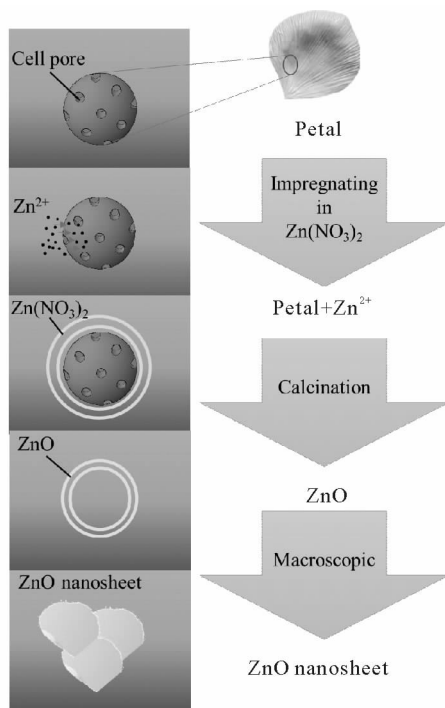 Cell pore
Petal
Zn²⁺
Impregnating
in
Zn(NO₃)₂
Zn(NO₃)₂
Petal+Zn²⁺
Calcination
ZnO
ZnO
Macroscopic
ZnO nanosheet
ZnO nanosheet